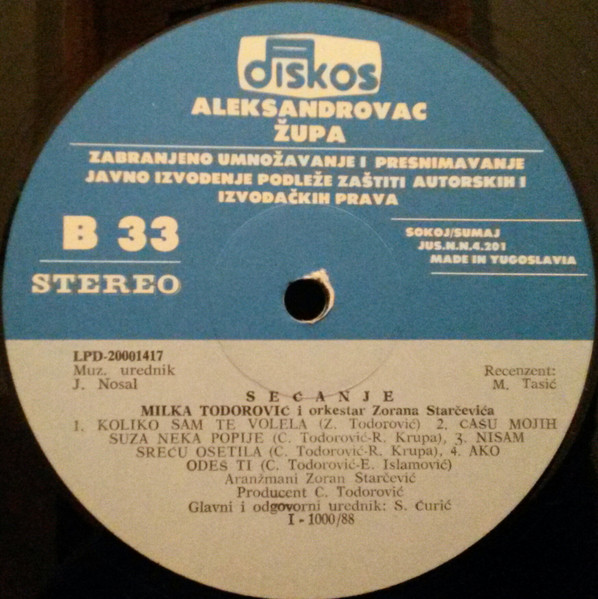 diskos
ALEKSANDROVAC
ŽUPA
ZABRANJENO UMNOŽAVANJE I PRESNIMAVANJE
JAVNO IZVOĐENJE PODLEŽE ZAŠTITI AUTORSKIH I
IZVOĐAČKIH PRAVA
B 33
STEREO
SOKOJ/SUMAJ
JUS.N.N.4.201
MADE IN YUGOSLAVIA
LPD-20001417
Muz. urednik
J. Nosal
Recenzent:
M. Tasić
SEĆANJE
MILKA TODOROVIĆ i orkestar Zorana Starčevića
1. KOLIKO SAM TE VOLELA (Z. Todorović) 2. ČAŠU MOJIH
SUZA NEKA POPIJE (C. Todorović-R. Krupa), 3. NISAM
SREĆU OSETILA (C. Todorović-R. Krupa), 4. AKO
ODEŠ TI (C. Todorović-E. Islamović)
Aranžmani Zoran Starčević
Producent C. Todorović
Glavni i odgovorni urednik: S. Ćurić
I - 1000/88